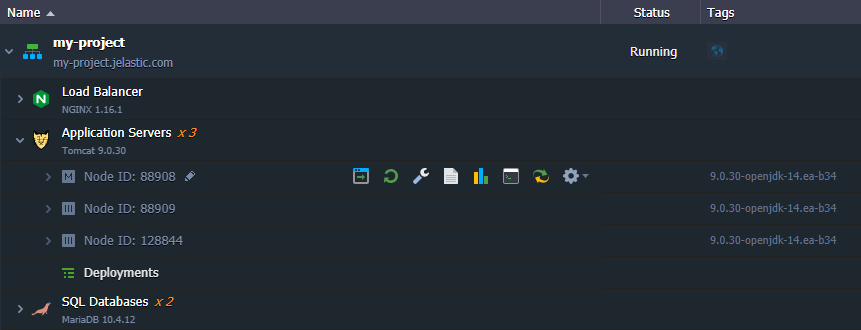 Name Status Tags
my-project
my-project.jelastic.com Running
Load Balancer
NGINX 1.16.1
Application Servers x 3
Tomcat 9.0.30
M Node ID: 88908 9.0.30-openjdk-14.ea-b34
Node ID: 88909 9.0.30-openjdk-14.ea-b34
Node ID: 128844 9.0.30-openjdk-14.ea-b34
Deployments
SQL Databases x 2
MariaDB 10.4.12